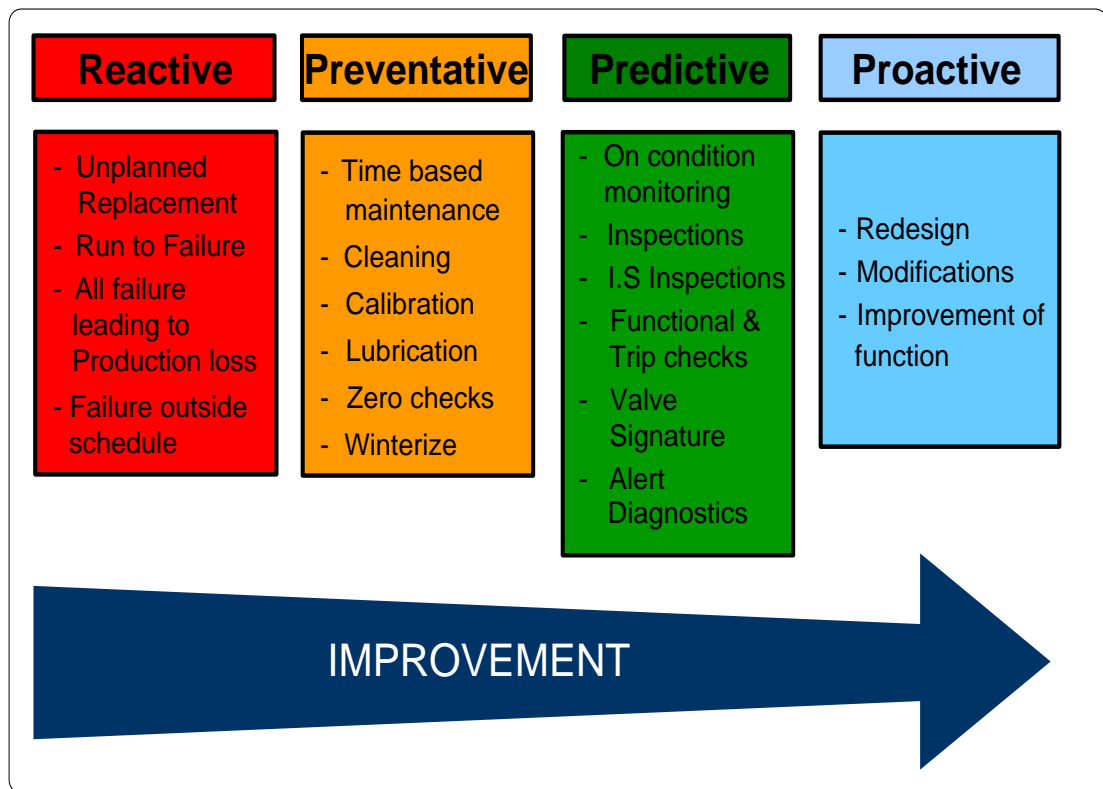 Reactive
Preventative
Predictive
Proactive
- Unplanned
Replacement
- Run to Failure
- All failure
leading to
Production loss
- Failure outside
schedule
- Time based
maintenance
- Cleaning
- Calibration
- Lubrication
- Zero checks
- Winterize
- On condition
monitoring
- Inspections
- I.S Inspections
- Functional &
Trip checks
- Valve
Signature
- Alert
Diagnostics
- Redesign
- Modifications
- Improvement of
function
IMPROVEMENT